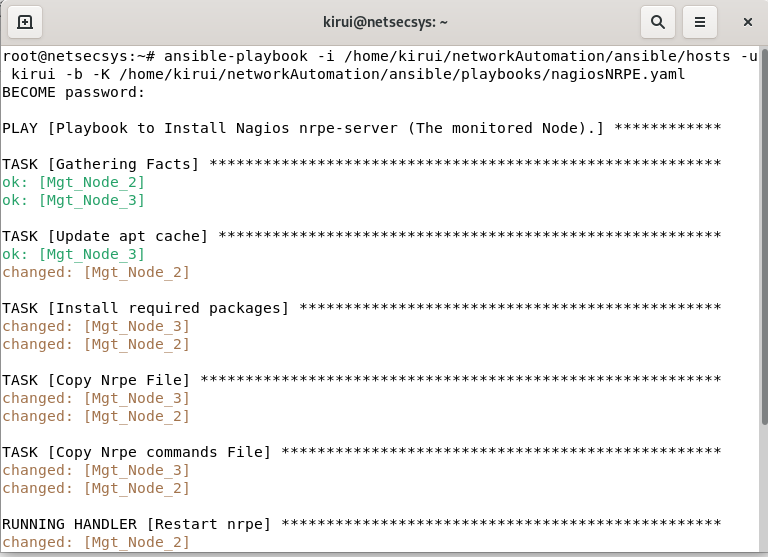 kirui@netsecsys: ~
root@netsecsys:~# ansible-playbook -i /home/kirui/networkAutomation/ansible/hosts -u
 kirui -b -K /home/kirui/networkAutomation/ansible/playbooks/nagiosNRPE.yaml
BECOME password:
PLAY [Playbook to Install Nagios nrpe-server (The monitored Node).] ************
TASK [Gathering Facts] *********************************************************
ok: [Mgt_Node_2]
ok: [Mgt_Node_3]
TASK [Update apt cache] ********************************************************
ok: [Mgt_Node_3]
changed: [Mgt_Node_2]
TASK [Install required packages] ***********************************************
changed: [Mgt_Node_3]
changed: [Mgt_Node_2]
TASK [Copy Nrpe File] **********************************************************
changed: [Mgt_Node_3]
changed: [Mgt_Node_2]
TASK [Copy Nrpe commands File] *************************************************
changed: [Mgt_Node_3]
changed: [Mgt_Node_2]
RUNNING HANDLER [Restart nrpe] *************************************************
changed: [Mgt_Node_2]